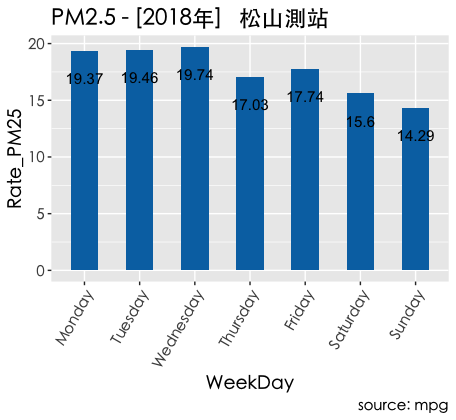 PM2.5 - [2018年] 松山測站
Rate_PM25
20
15
10
5
0
19.37
19.46
19.74
17.03
17.74
15.6
14.29
Monday
Tuesday
Wednesday
Thursday
Friday
Saturday
Sunday
WeekDay
source: mpg